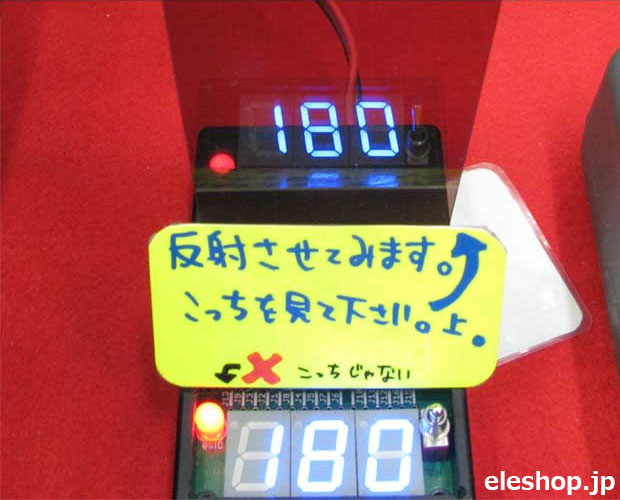 180
反射させてみます。
こっちを見て下さい。上。
こっちじゃない
180
eleshop.jp